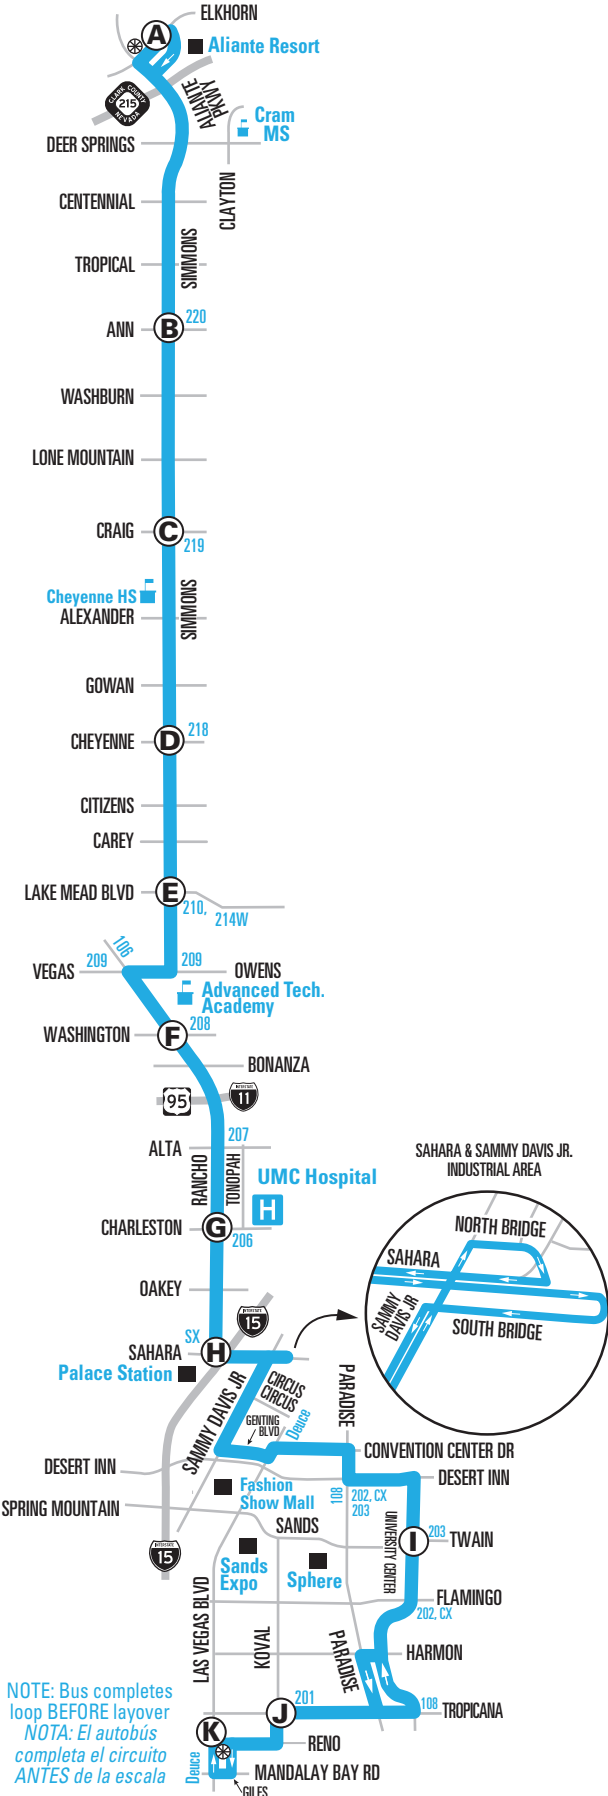 ELKHORN
A
Aliante Resort
CLARK COUNTY
215
NEVADA
ALIANTE
PKWY
Cram
MS
DEER SPRINGS
CLAYTON
CENTENNIAL
SIMMONS
TROPICAL
220
ANN
B
WASHBURN
LONE MOUNTAIN
CRAIG
C
219
Cheyenne HS
SIMMONS
ALEXANDER
GOWAN
218
CHEYENNE
D
CITIZENS
CAREY
LAKE MEAD BLVD
E
210,
214W
106
209
209
VEGAS
OWENS
Advanced Tech.
Academy
208
WASHINGTON
F
BONANZA
95
INTERSTATE
11
207
ALTA
RANCHO
TONOPAH
UMC Hospital
H
CHARLESTON
G
206
OAKEY
INTERSTATE
15
SX
SAHARA
H
Palace Station
SAHARA & SAMMY DAVIS JR.
INDUSTRIAL AREA
NORTH BRIDGE
SAHARA
SAMMY
DAVIS JR
SOUTH BRIDGE
SAMMY DAVIS JR
CIRCUS
CIRCUS
GENTING
BLVD
Deuce
PARADISE
CONVENTION CENTER DR
DESERT INN
DESERT INN
Fashion
Show Mall
108
202, CX
203
SPRING MOUNTAIN
SANDS
UNIVERSITY CENTER
I
203
TWAIN
INTERSTATE
15
Sands
Expo
Sphere
LAS VEGAS BLVD
FLAMINGO
202, CX
KOVAL
PARADISE
HARMON
NOTE: Bus completes
loop BEFORE layover
NOTA: El autobús
completa el circuito
ANTES de la escala
201
J
108
TROPICANA
K
RENO
Deuce
MANDALAY BAY RD
GILES